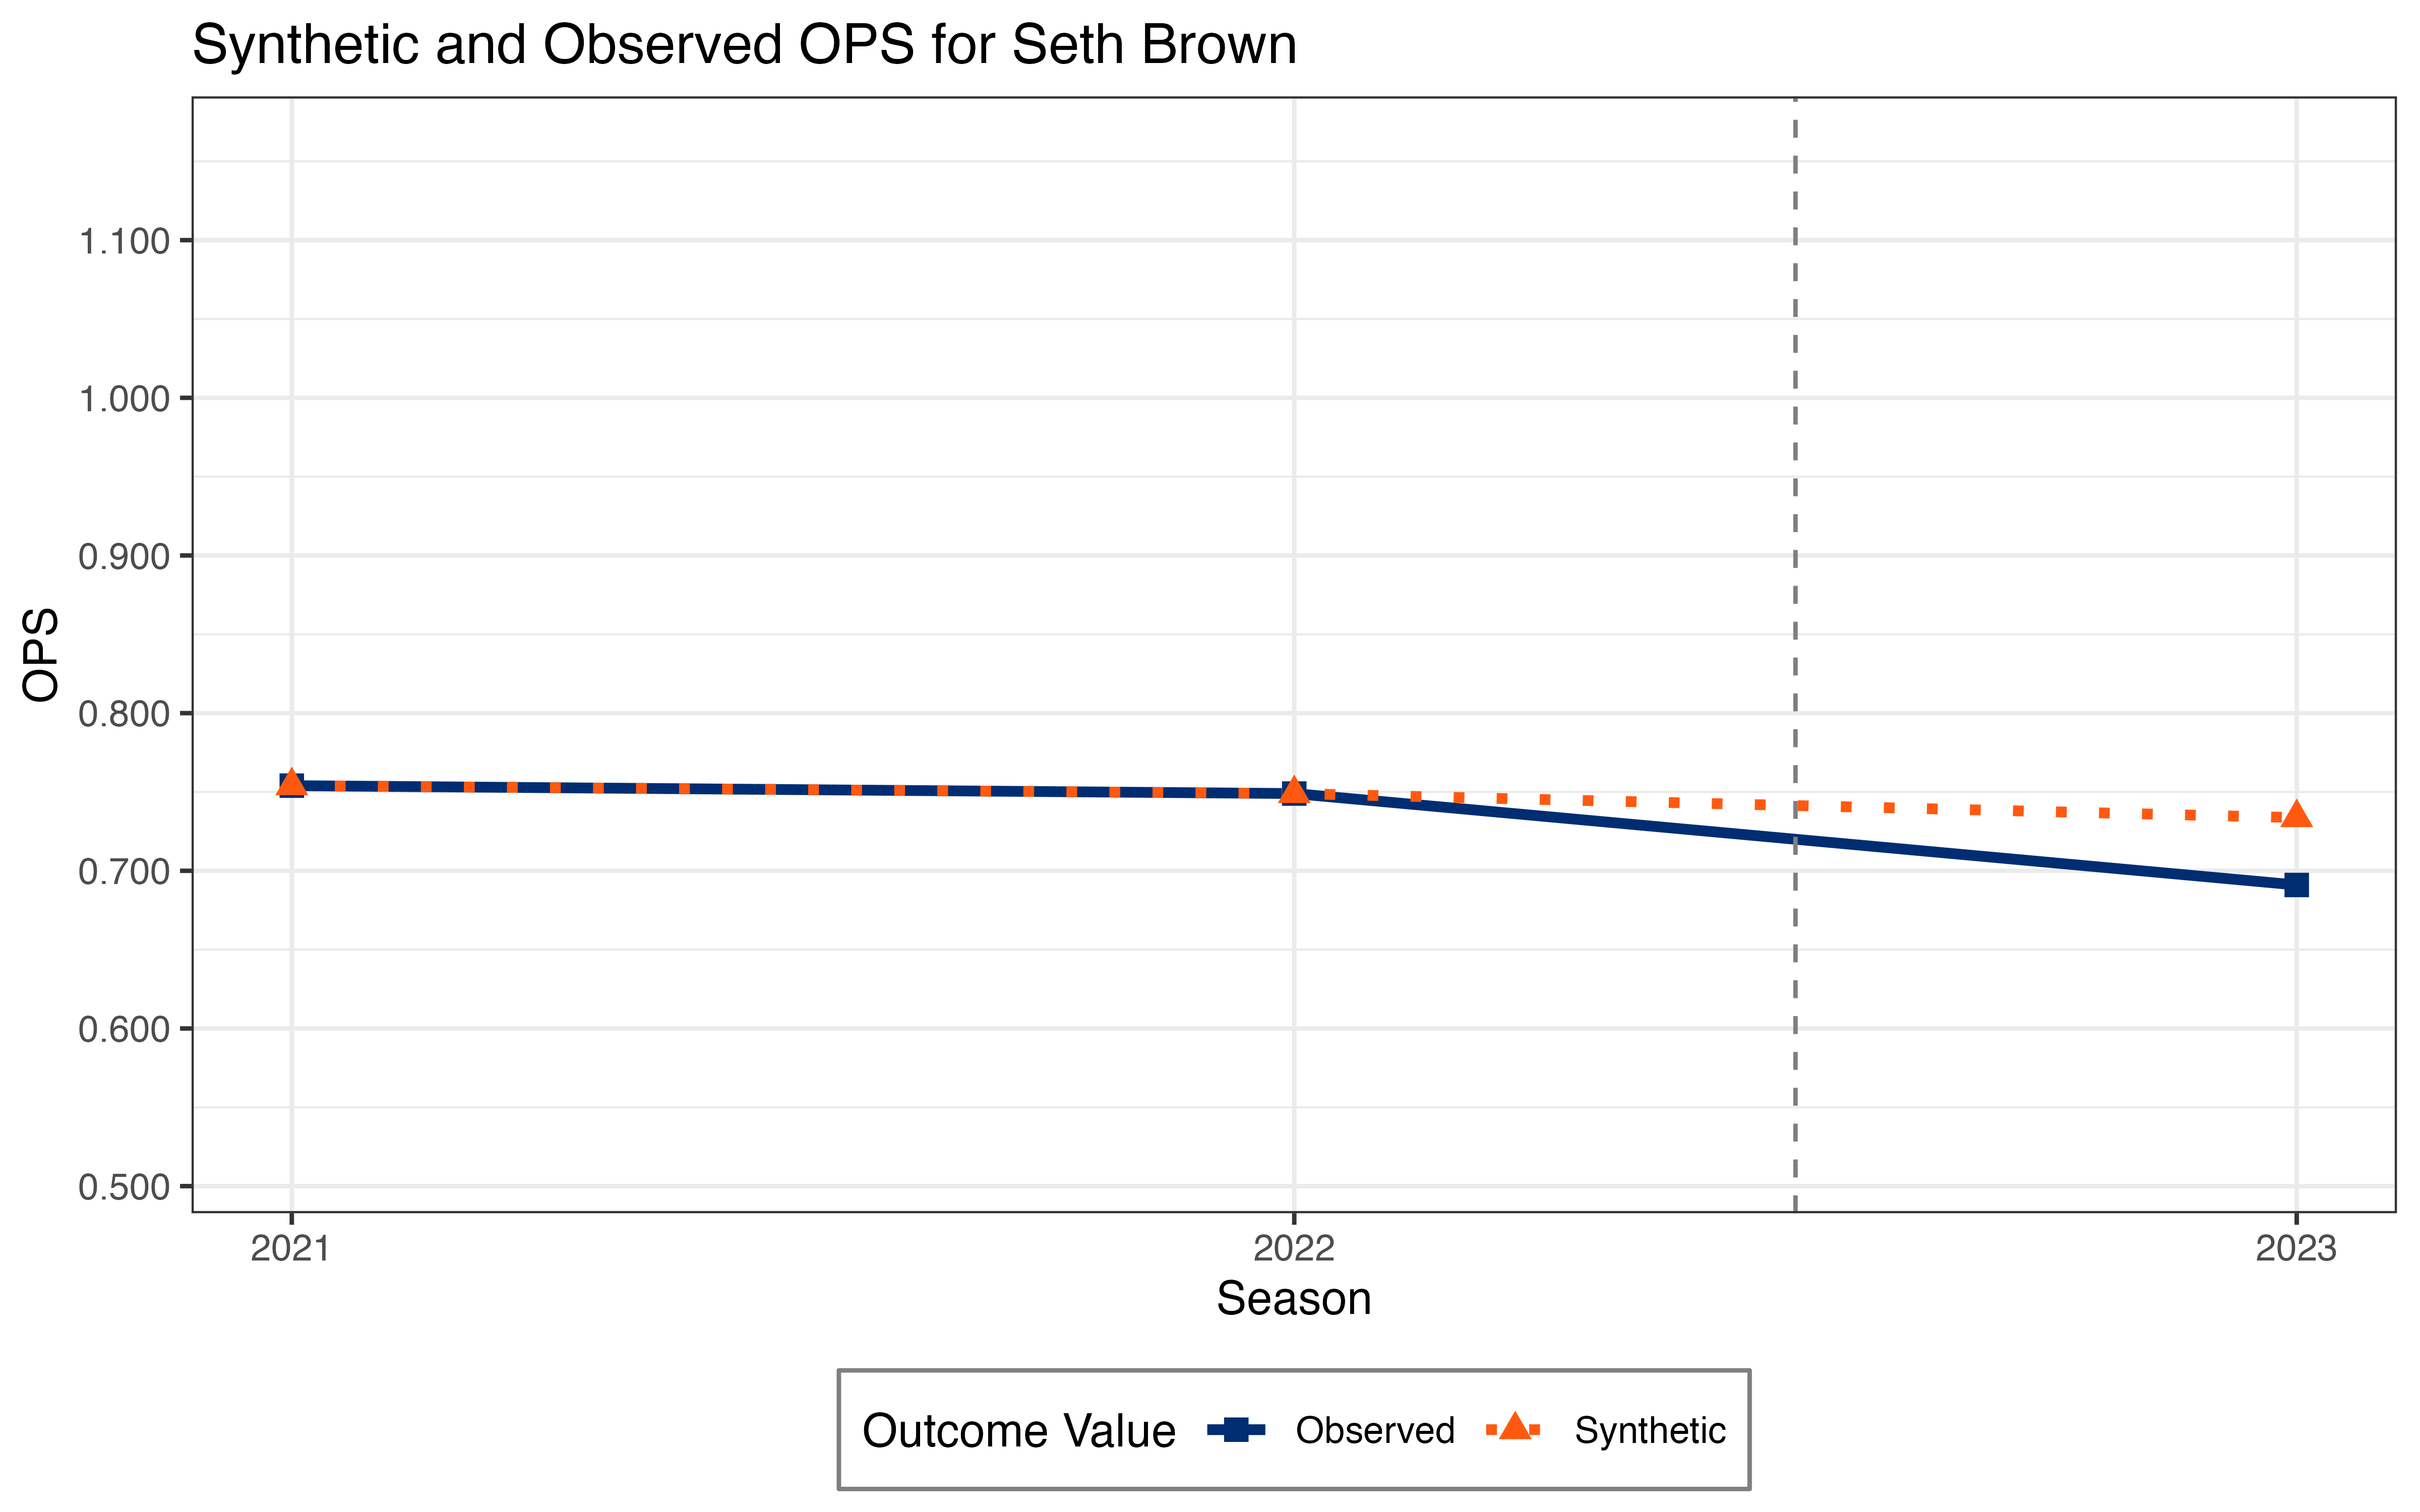 Synthetic and Observed OPS for Seth Brown
1.100
1.000
0.900
0.800
0.700
0.600
0.500
OPS
2021 2022 2023
Season
Outcome Value Observed Synthetic